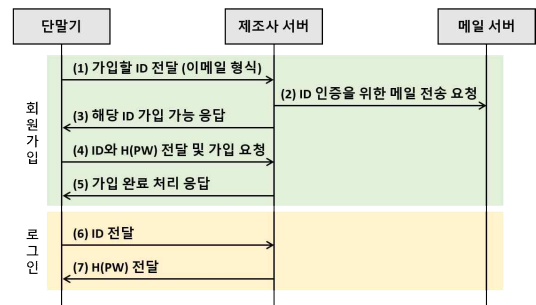 단말기
제조사 서버
메일 서버
회원가입
(1) 가입할 ID 전달 (이메일 형식)
(2) ID 인증을 위한 메일 전송 요청
(3) 해당 ID 가입 가능 응답
(4) ID와 H(PW) 전달 및 가입 요청
(5) 가입 완료 처리 응답
로그인
(6) ID 전달
(7) H(PW) 전달